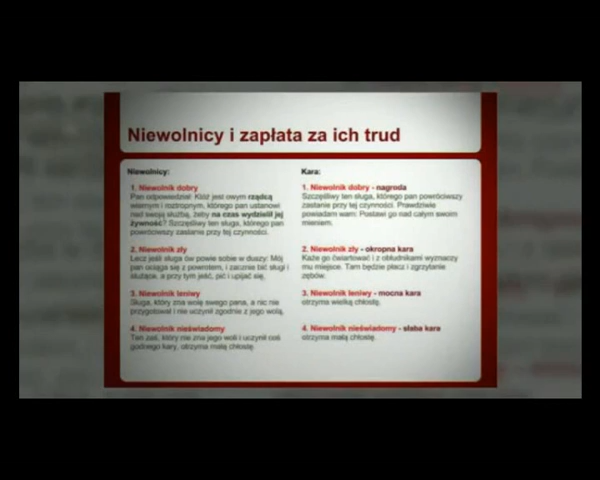 Niewolnicy i zapłata za ich trud
Niewolnicy:
1. Niewolnik dobry
Pan odpowiedział: Któż jest owym rządcą
wiernym i roztropnym, którego pan ustanowi
nad swoją służbą, żeby na czas wydzielił jej
żywność? Szczęśliwy ten sługa, którego pan
powróciwszy zastanie przy tej czynności.
2. Niewolnik zły
Lecz jeśli sługa ów powie sobie w duszy: Mój
pan ociąga się z powrotem, i zacznie bić sługi i
służące, a przy tym jeść, pić i upijać się,
3. Niewolnik leniwy
Sługa, który zna wolę swego pana, a nic nie
przygotował i nie uczynił zgodnie z jego wolą,
4. Niewolnik nieświadomy
Ten zaś, który nie zna jego woli i uczynił coś
godnego kary, otrzyma małą chłostę.
Kara:
1. Niewolnik dobry - nagroda
Szczęśliwy ten sługa, którego pan powróciwszy
zastanie przy tej czynności. Prawdziwie
powiadam wam: Postawi go nad całym swoim
mieniem.
2. Niewolnik zły - okropna kara
Każe go ćwiartować i z obłudnikami wyznaczy
mu miejsce. Tam będzie płacz i zgrzytanie
zębów.
3. Niewolnik leniwy - mocna kara
otrzyma wielką chłostę.
4. Niewolnik nieświadomy - słaba kara
otrzyma małą chłostę.